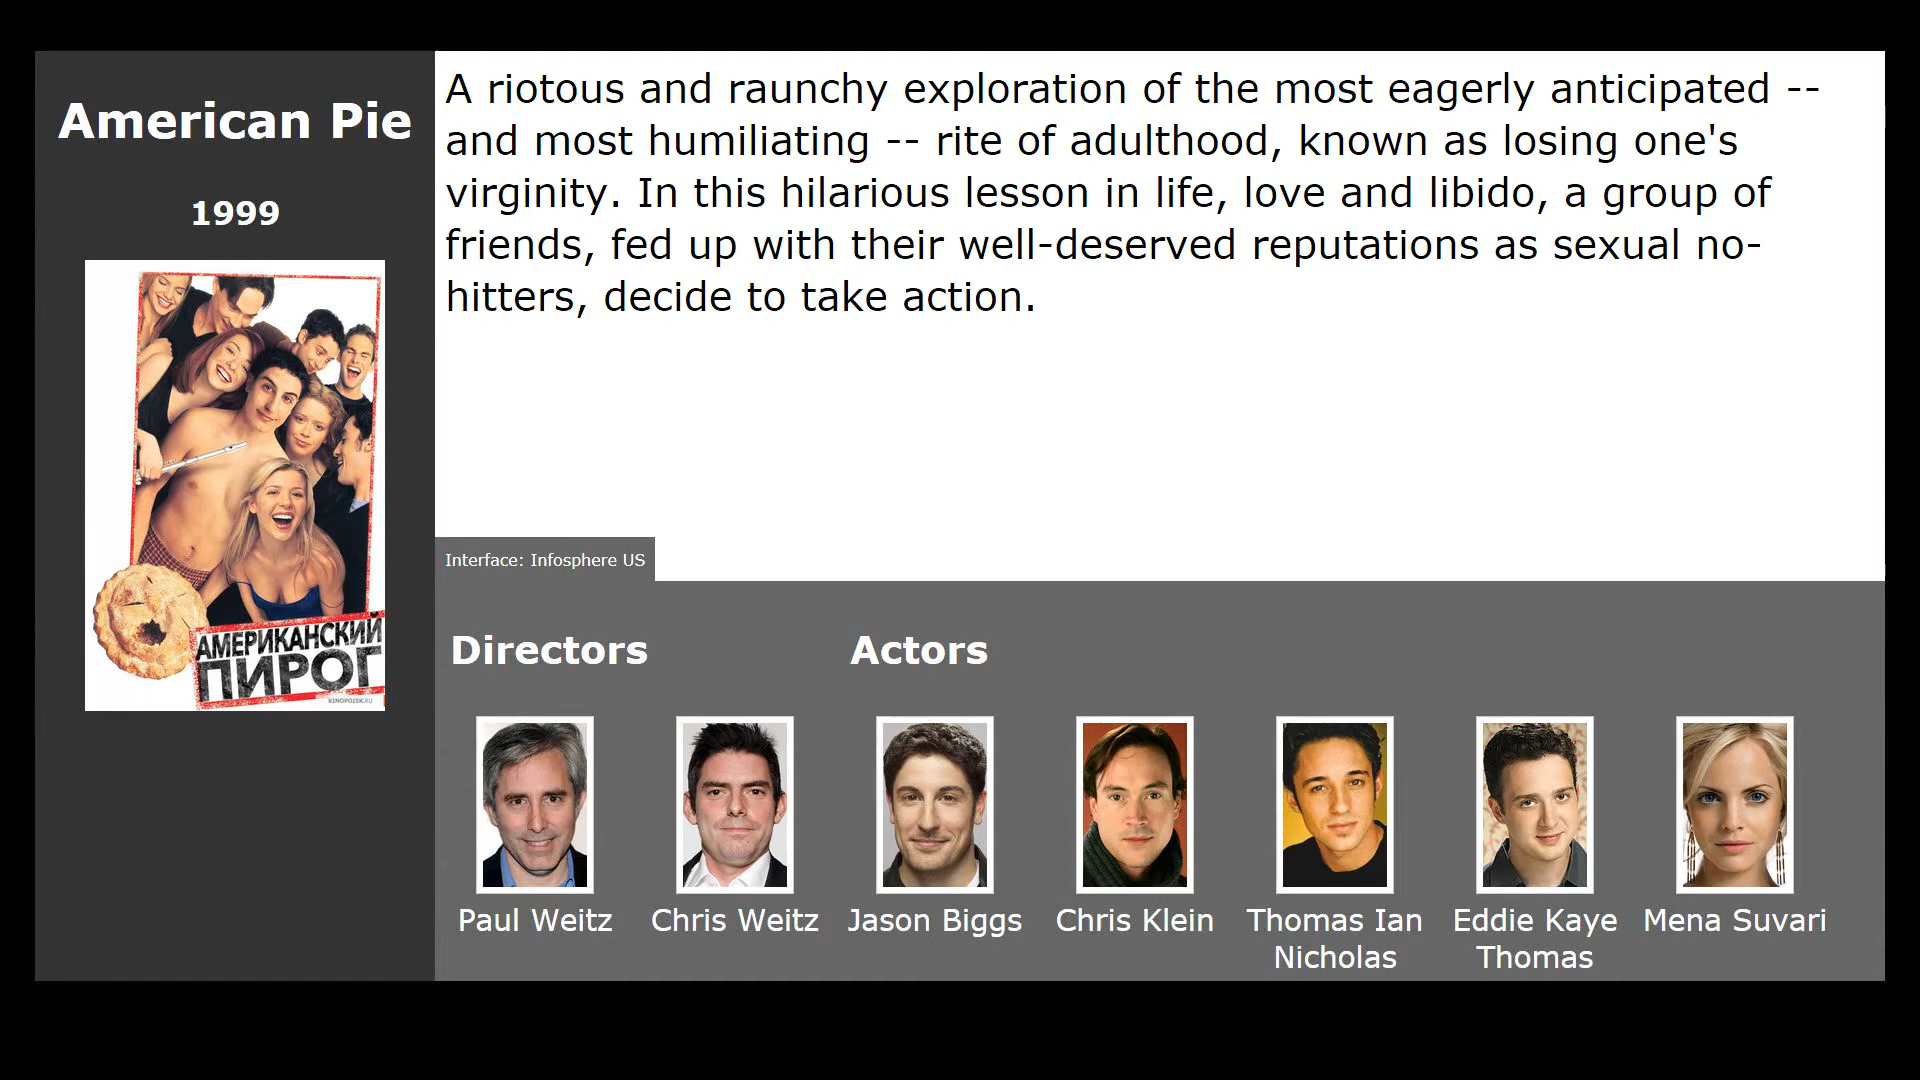 American Pie
1999
АМЕРИКАНСКИЙ
ПИРОГ
KINOPOISK.RU
A riotous and raunchy exploration of the most eagerly anticipated --
and most humiliating -- rite of adulthood, known as losing one's
virginity. In this hilarious lesson in life, love and libido, a group of
friends, fed up with their well-deserved reputations as sexual no-
hitters, decide to take action.
Interface: Infosphere US
Directors
Actors
Paul Weitz
Chris Weitz
Jason Biggs
Chris Klein
Thomas Ian
Nicholas
Eddie Kaye
Thomas
Mena Suvari